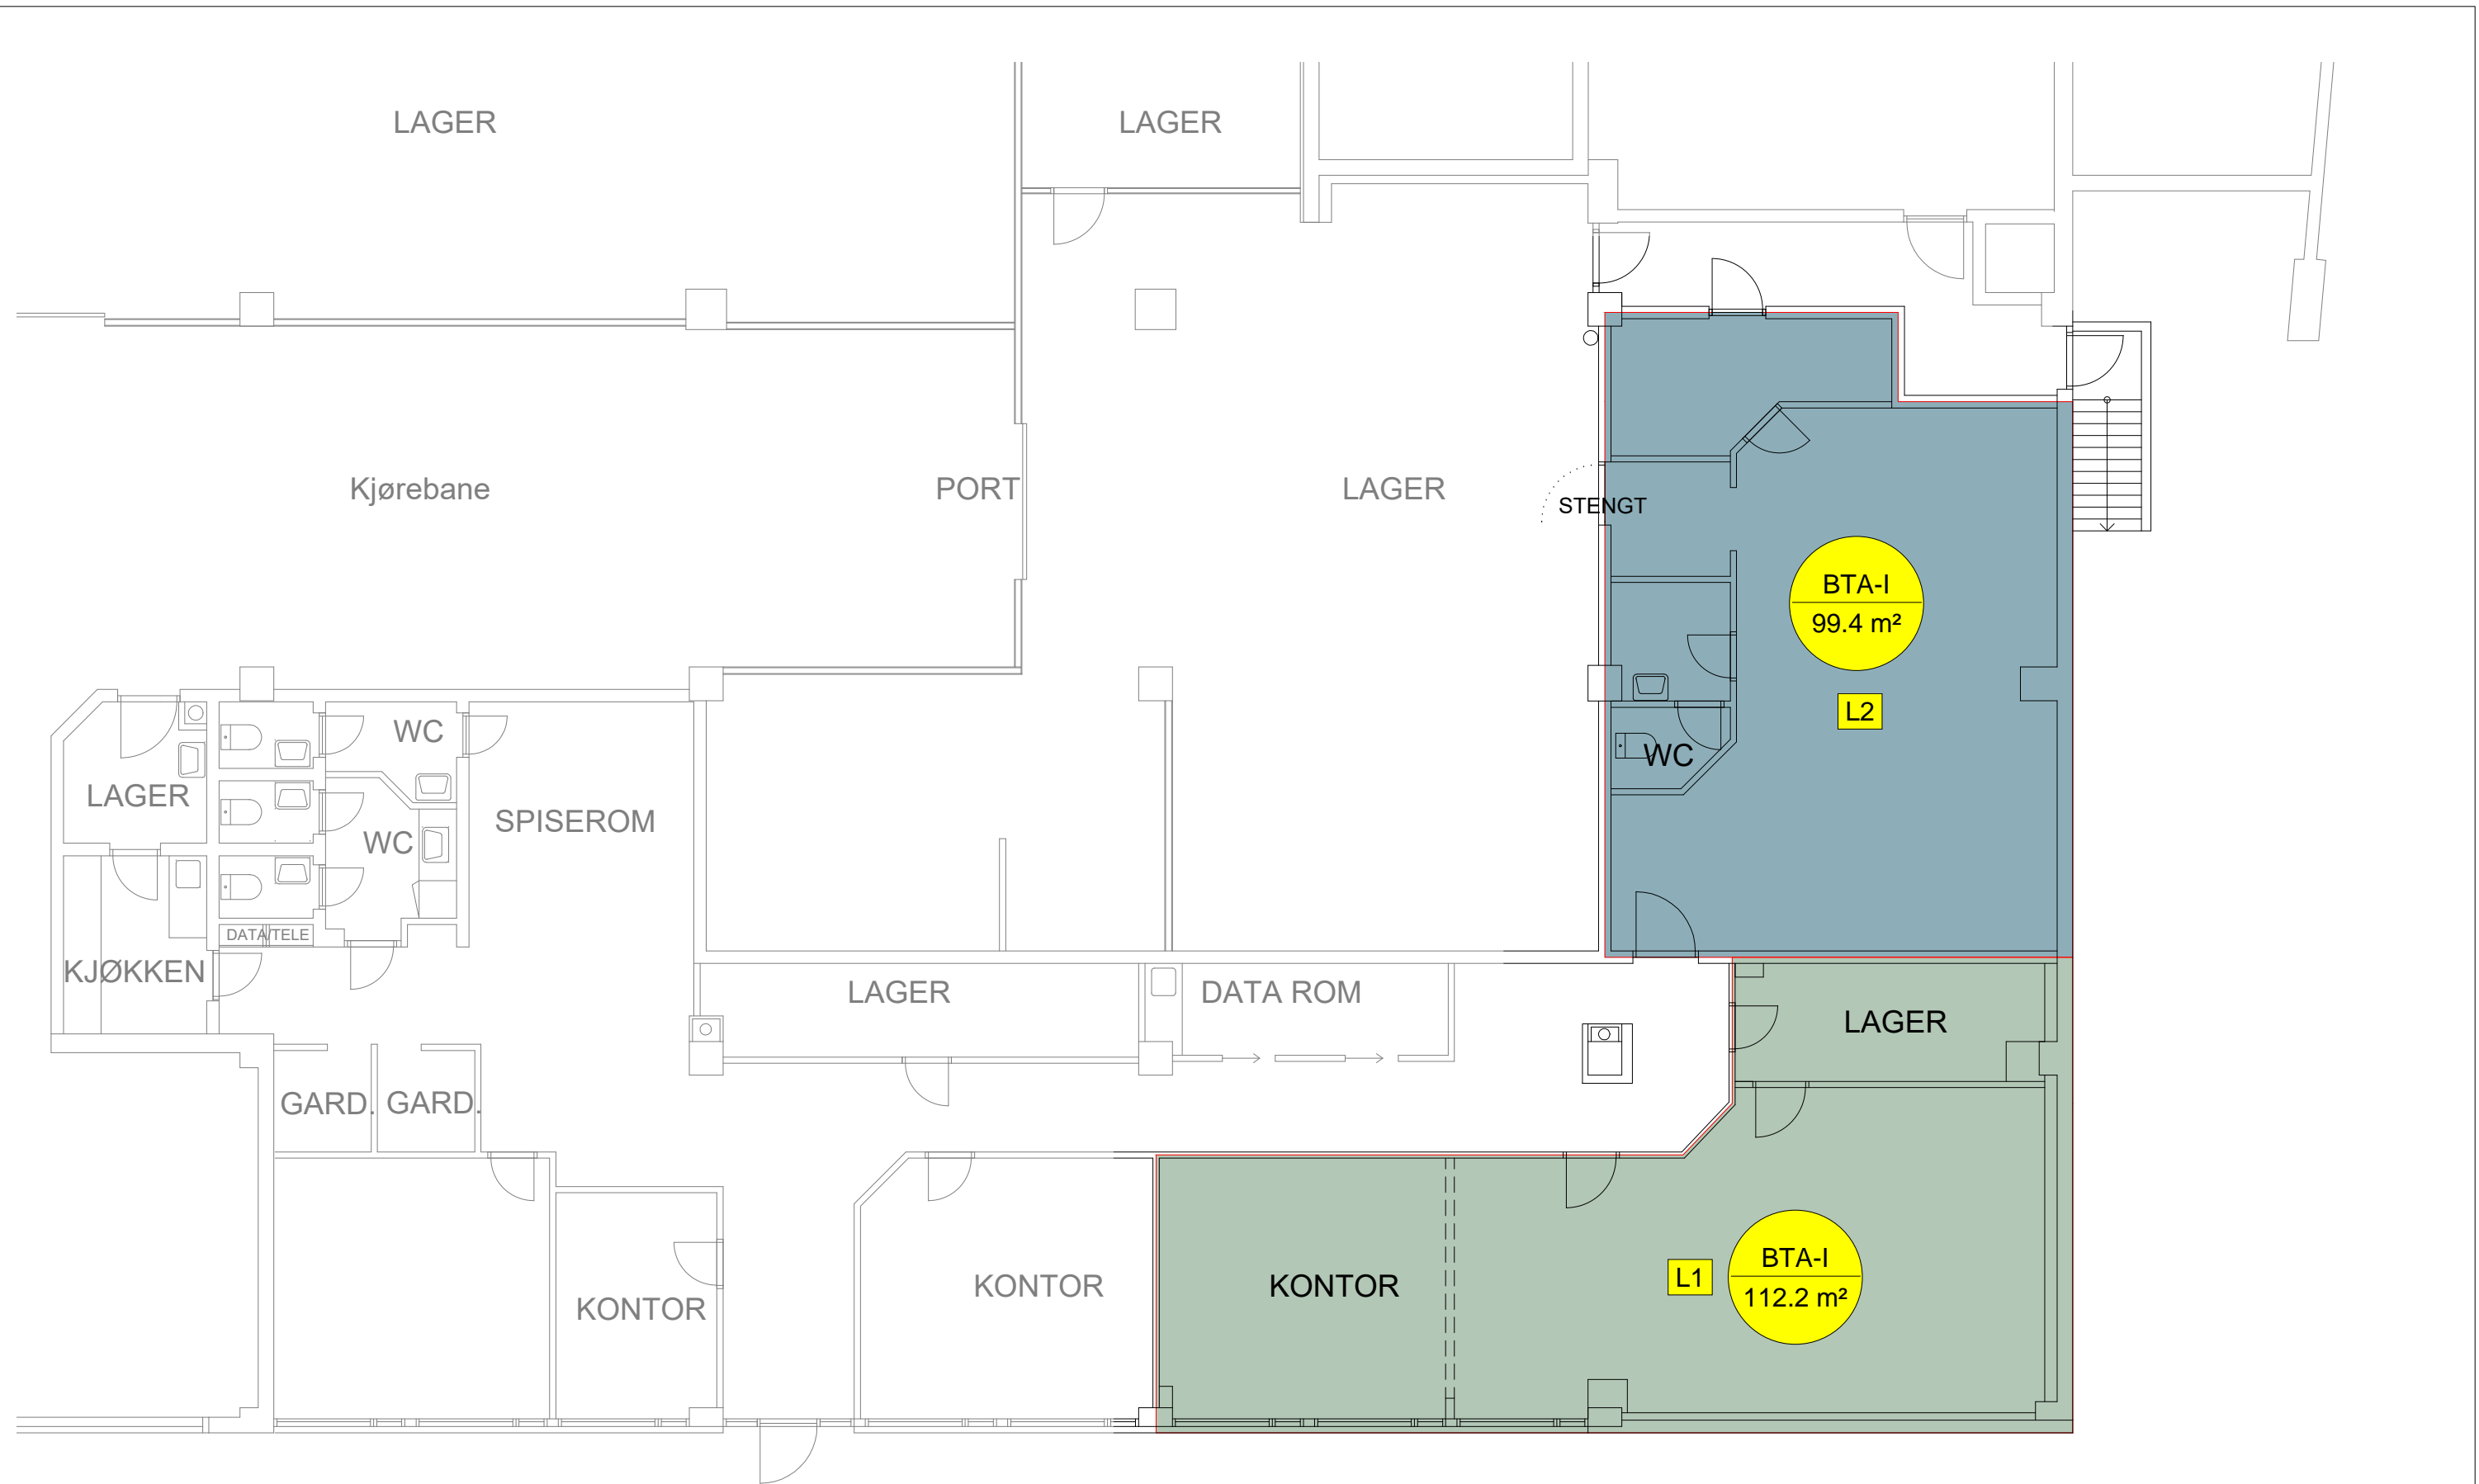 LAGER
LAGER
Kjørebane
PORT
LAGER
STENGT
BTA-I
99.4 m²
L2
WC
WC
LAGER
SPISEROM
WC
DATA/TELE
KJØKKEN
LAGER
DATA ROM
LAGER
GARD.
GARD.
KONTOR
KONTOR
KONTOR
L1
BTA-I
112.2 m²